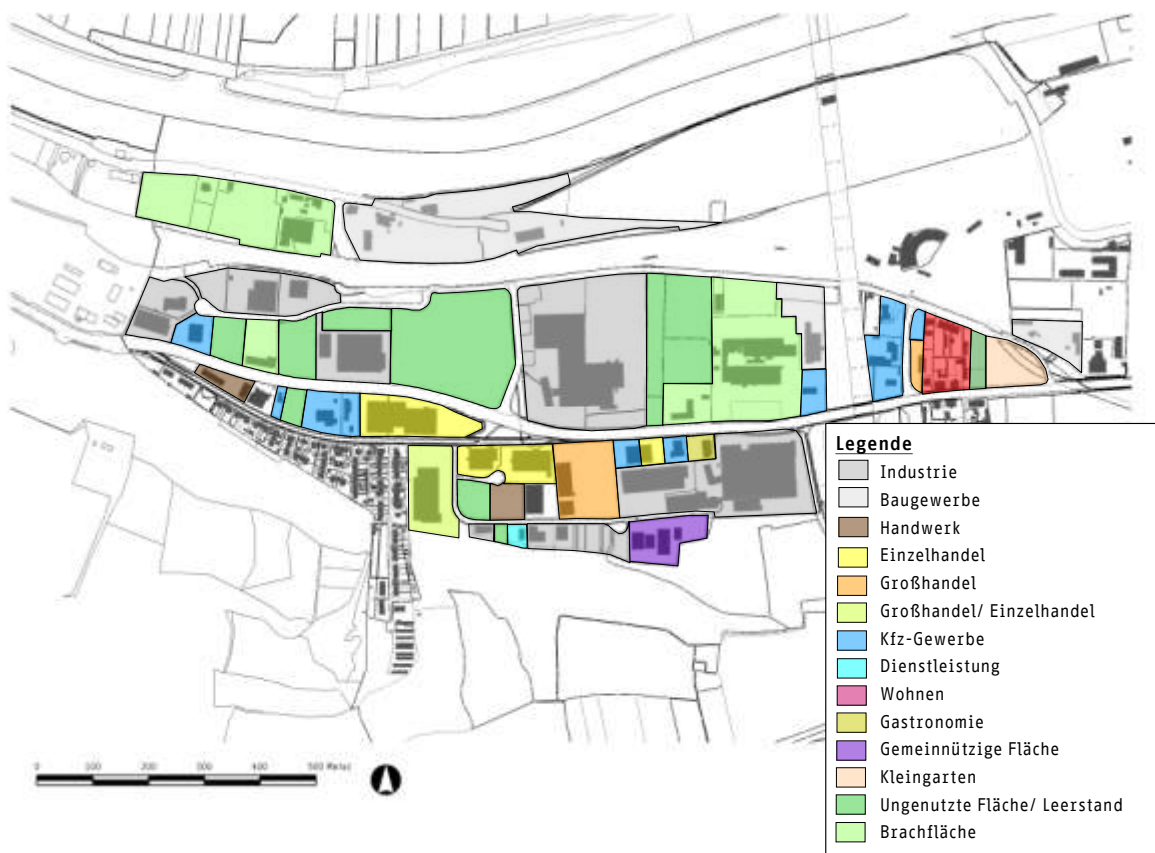 Legende
Industrie
Baugewerbe
Handwerk
Einzelhandel
Großhandel
Großhandel/ Einzelhandel
Kfz-Gewerbe
Dienstleistung
Wohnen
Gastronomie
Gemeinnützige Fläche
Kleingarten
Ungenutzte Fläche/ Leerstand
Brachfläche
0 100 200 300 400 500 Meter